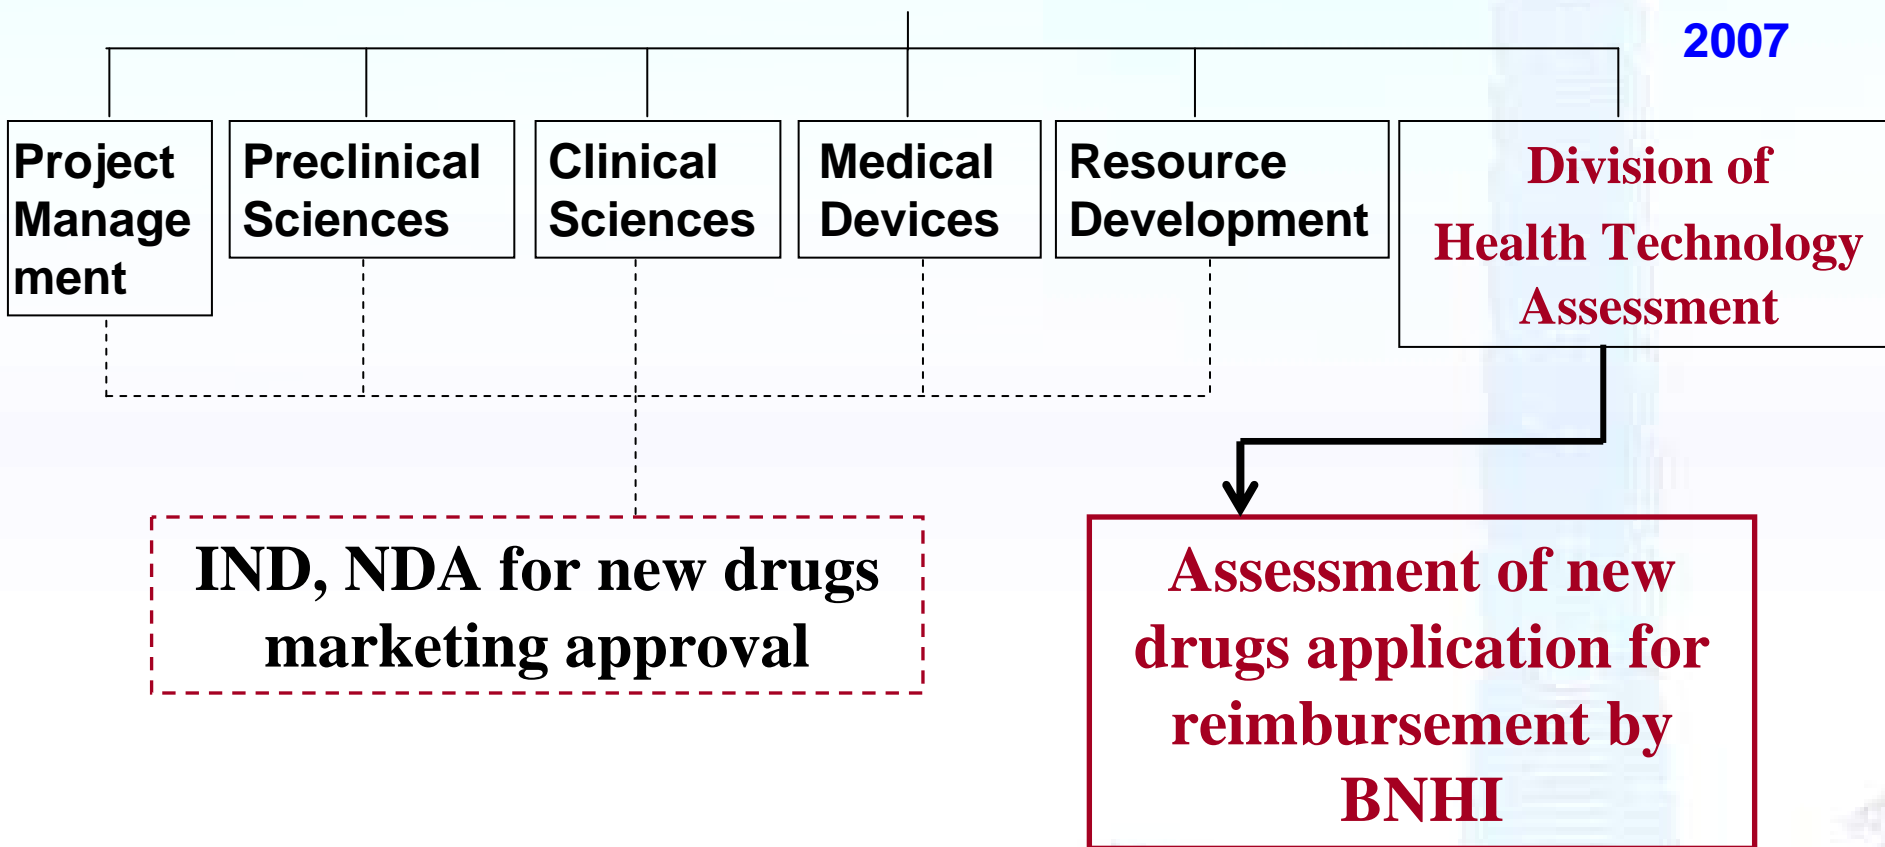 2007
Project
Manage
ment
Preclinical
Sciences
Clinical
Sciences
Medical
Devices
Resource
Development
Division of
Health Technology
Assessment
IND, NDA for new drugs
marketing approval
Assessment of new
drugs application for
reimbursement by
BNHI